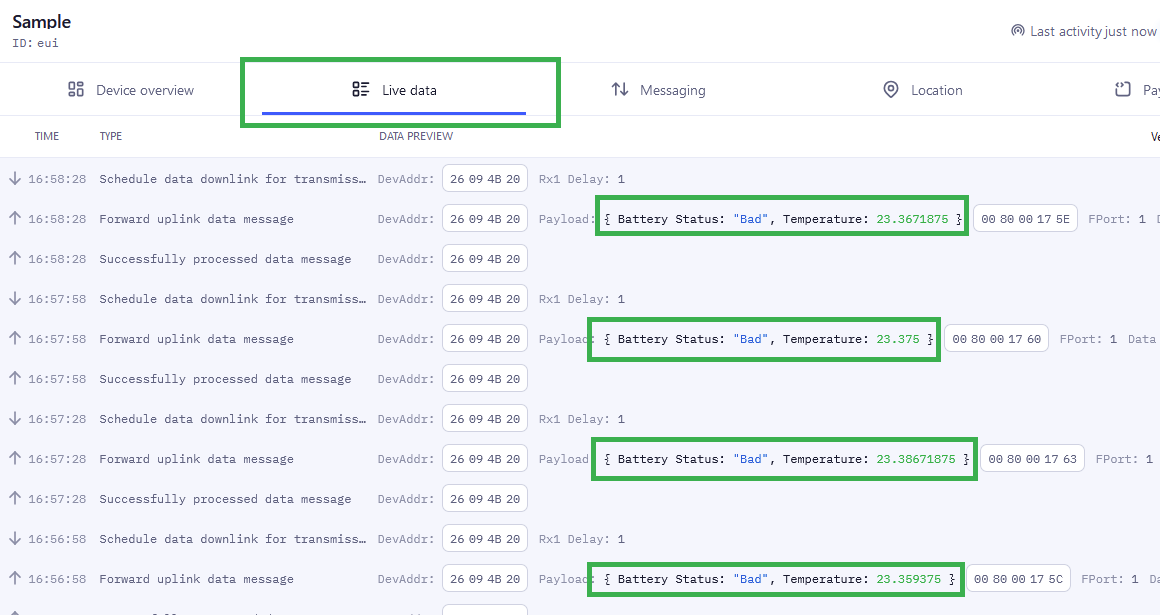 Sample
ID: eui
Last activity just now
Device overview
Live data
Messaging
Location
TIME TYPE DATA PREVIEW
16:58:28 Schedule data downlink for transmiss… DevAddr: 26 09 4B 20 Rx1 Delay: 1
16:58:28 Forward uplink data message DevAddr: 26 09 4B 20 Payload: { Battery Status: "Bad", Temperature: 23.3671875 } 00 80 00 17 5E FPort: 1
16:58:28 Successfully processed data message DevAddr: 26 09 4B 20
16:57:58 Schedule data downlink for transmiss… DevAddr: 26 09 4B 20 Rx1 Delay: 1
16:57:58 Forward uplink data message DevAddr: 26 09 4B 20 Payload: { Battery Status: "Bad", Temperature: 23.375 } 00 80 00 17 60 FPort: 1 Data
16:57:58 Successfully processed data message DevAddr: 26 09 4B 20
16:57:28 Schedule data downlink for transmiss… DevAddr: 26 09 4B 20 Rx1 Delay: 1
16:57:28 Forward uplink data message DevAddr: 26 09 4B 20 Payload { Battery Status: "Bad", Temperature: 23.38671875 } 00 80 00 17 63 FPort: 1
16:57:28 Successfully processed data message DevAddr: 26 09 4B 20
16:56:58 Schedule data downlink for transmiss… DevAddr: 26 09 4B 20 Rx1 Delay: 1
16:56:58 Forward uplink data message DevAddr: 26 09 4B 20 Payload: { Battery Status: "Bad", Temperature: 23.359375 } 00 80 00 17 5C FPort: 1